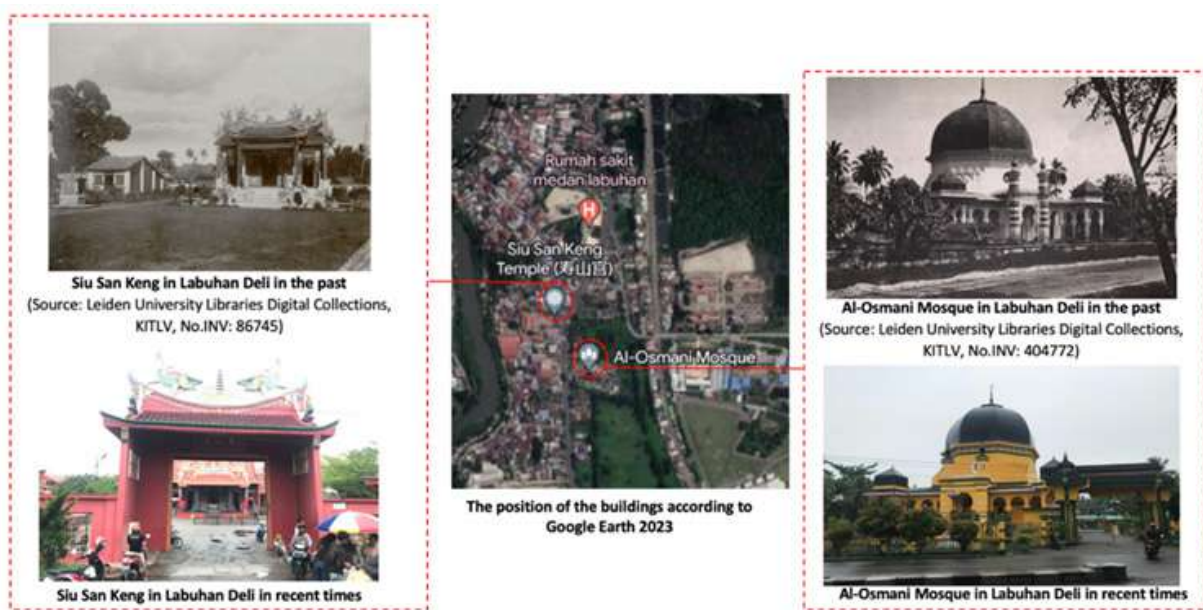 Siu San Keng in Labuhan Deli in the past
(Source: Leiden University Libraries Digital Collections,
KITLV, No.INV: 86745)
Siu San Keng in Labuhan Deli in recent times
Rumah sakit
medan labuhan
H
Siu San Keng
Temple (寿山宫)
Al-Osmani Mosque
The position of the buildings according to
Google Earth 2023
Al-Osmani Mosque in Labuhan Deli in the past
(Source: Leiden University Libraries Digital Collections,
KITLV, No.INV: 404772)
Al-Osmani Mosque in Labuhan Deli in recent times